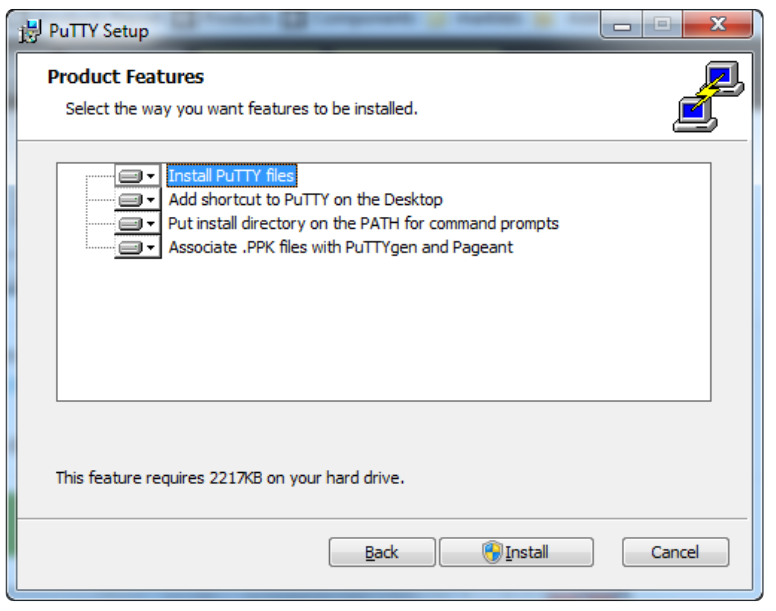 PuTTY Setup
Product Features
Select the way you want features to be installed.
Install PuTTY files
Add shortcut to PuTTY on the Desktop
Put install directory on the PATH for command prompts
Associate .PPK files with PuTTYgen and Pageant
This feature requires 2217KB on your hard drive.
Back Install Cancel